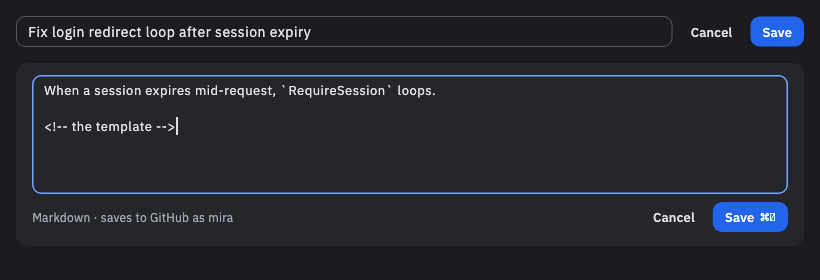 Fix login redirect loop after session expiry
Cancel
Save
When a session expires mid-request, `RequireSession` loops.
<!-- the template -->
Markdown · saves to GitHub as mira
Cancel
Save ⌘